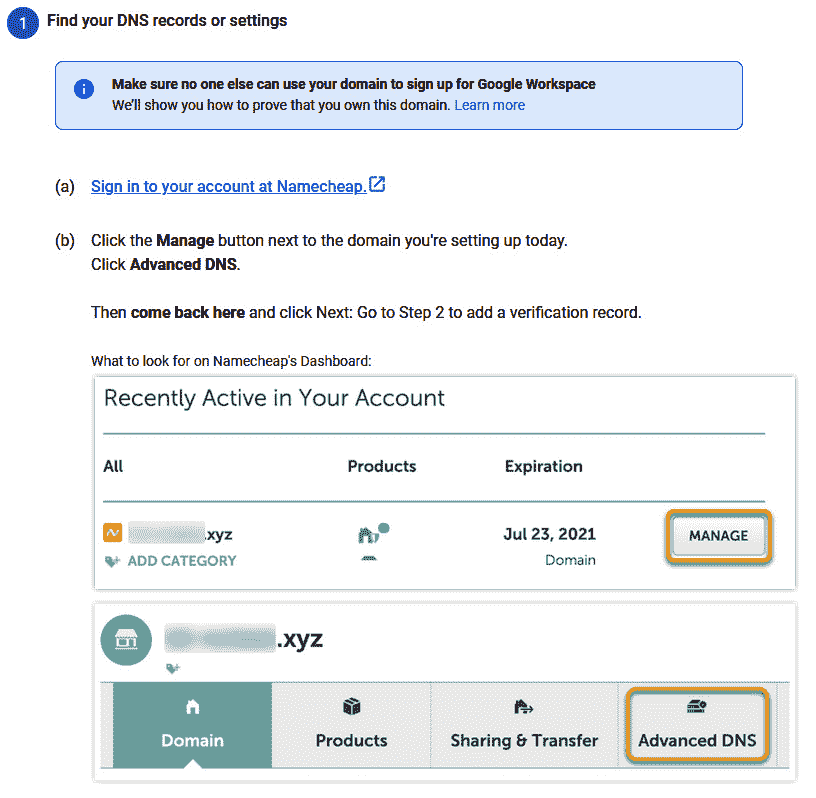 1 Find your DNS records or settings
i Make sure no one else can use your domain to sign up for Google Workspace
We'll show you how to prove that you own this domain. Learn more
(a) Sign in to your account at Namecheap.
(b) Click the Manage button next to the domain you're setting up today.
Click Advanced DNS.
Then come back here and click Next: Go to Step 2 to add a verification record.
What to look for on Namecheap's Dashboard:
Recently Active in Your Account
All Products Expiration
.xyz Jul 23, 2021 MANAGE
ADD CATEGORY Domain
.xyz
Domain Products Sharing & Transfer Advanced DNS